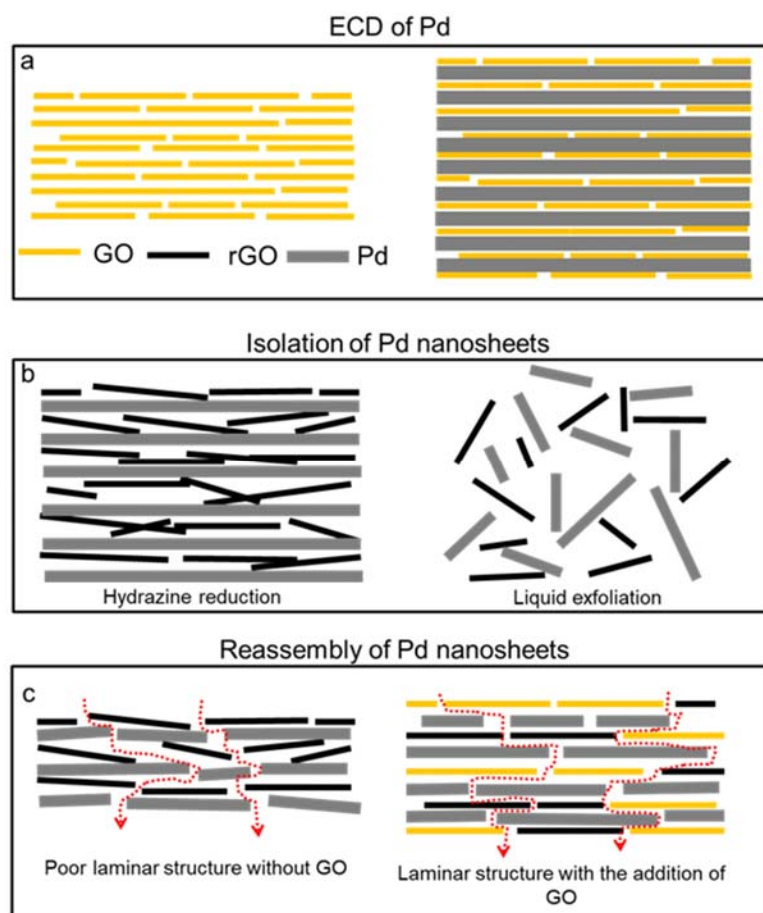 ECD of Pd
a
GO rGO Pd
Isolation of Pd nanosheets
b
Hydrazine reduction
Liquid exfoliation
Reassembly of Pd nanosheets
c
Poor laminar structure without GO
Laminar structure with the addition of
GO